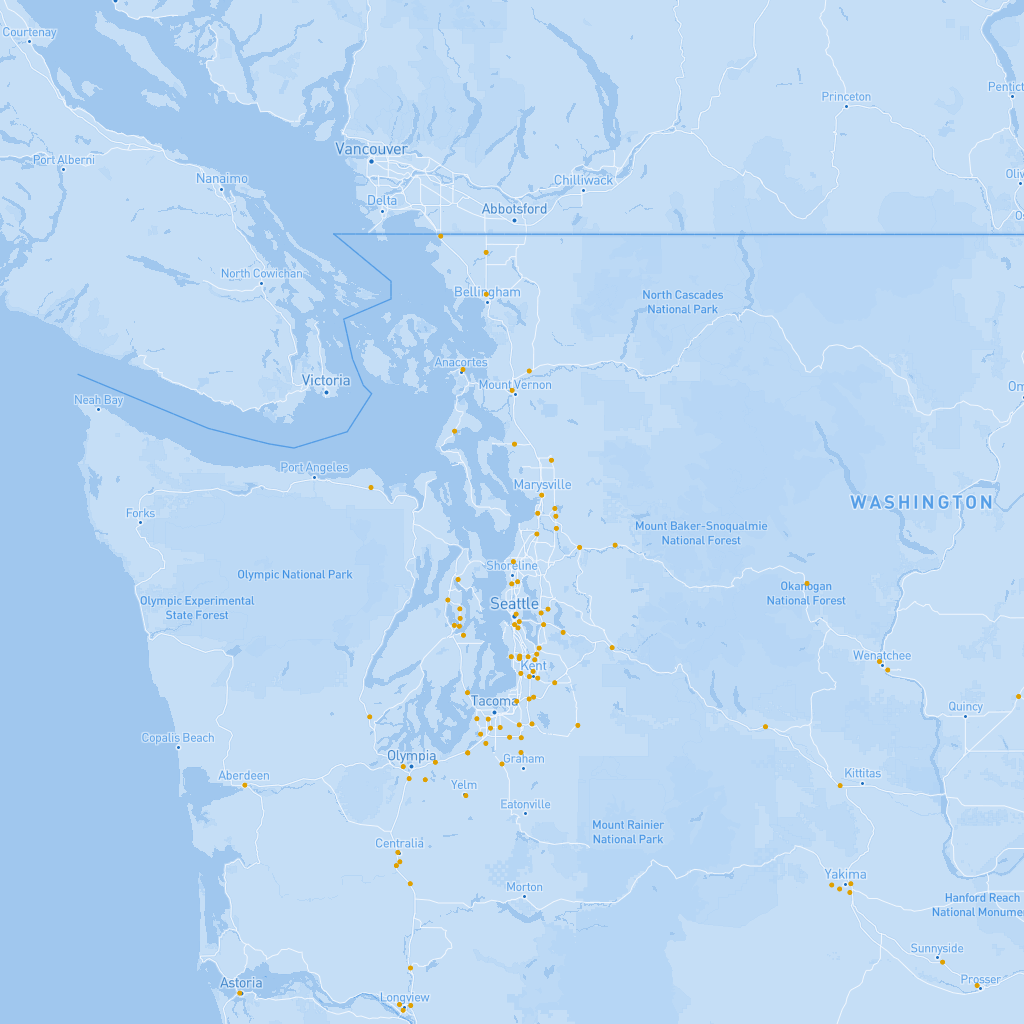 Courtenay
Princeton
Vancouver
Port Alberni
Nanaimo
Chilliwack
Delta
Abbotsford
North Cowichan
Bellingham
North Cascades
National Park
Anacortes
Victoria
Mount Vernon
Neah Bay
Port Angeles
Marysville
WASHINGTON
Forks
Mount Baker-Snoqualmie
National Forest
Shoreline
Olympic National Park
Okanogan
National Forest
Olympic Experimental
State Forest
Seattle
Wenatchee
Kent
Tacoma
Quincy
Copalis Beach
Olympia
Graham
Aberdeen
Kittitas
Yelm
Eatonville
Mount Rainier
National Park
Centralia
Yakima
Morton
Hanford Reach
National Monume
Sunnyside
Astoria
Prosser
Longview